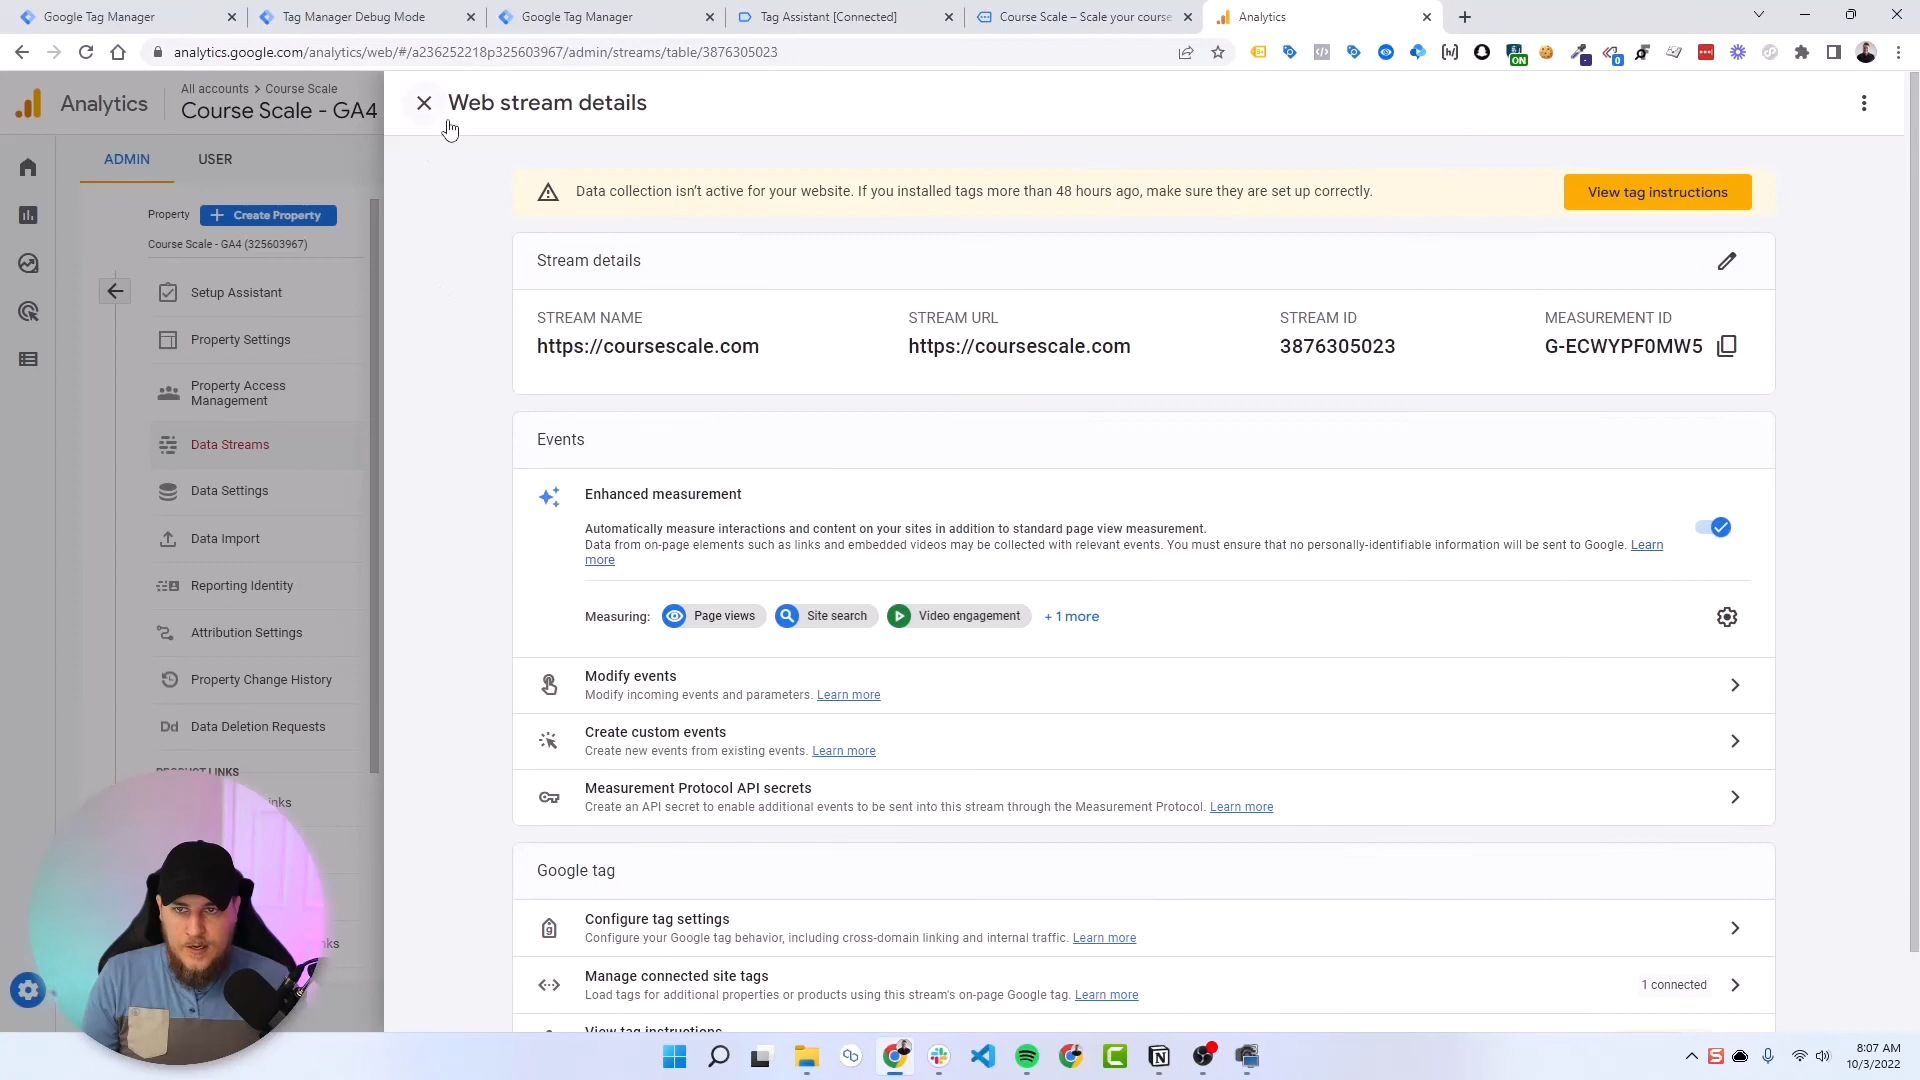 Google Tag Manager
Tag Manager Debug Mode
Google Tag Manager
Tag Assistant [Connected]
Course Scale – Scale your course
Analytics
analytics.google.com/analytics/web/#/a236252218p325603967/admin/streams/table/3876305023
ON
0
Analytics
All accounts > Course Scale
Course Scale - GA4
Web stream details
ADMIN
USER
Property
Create Property
Course Scale - GA4 (325603967)
Setup Assistant
Property Settings
Property Access
Management
Data Streams
Data Settings
Data Import
Reporting Identity
Attribution Settings
Property Change History
Dd Data Deletion Requests
PRODUCT LINKS
inks
nks
Data collection isn't active for your website. If you installed tags more than 48 hours ago, make sure they are set up correctly.
View tag instructions
Stream details
STREAM NAME
https://coursescale.com
STREAM URL
https://coursescale.com
STREAM ID
3876305023
MEASUREMENT ID
G-ECWYPF0MW5
Events
Enhanced measurement
Automatically measure interactions and content on your sites in addition to standard page view measurement.
Data from on-page elements such as links and embedded videos may be collected with relevant events. You must ensure that no personally-identifiable information will be sent to Google. Learn
more
Measuring: Page views Site search Video engagement + 1 more
Modify events
Modify incoming events and parameters. Learn more
Create custom events
Create new events from existing events. Learn more
Measurement Protocol API secrets
Create an API secret to enable additional events to be sent into this stream through the Measurement Protocol. Learn more
Google tag
Configure tag settings
Configure your Google tag behavior, including cross-domain linking and internal traffic. Learn more
Manage connected site tags
Load tags for additional properties or products using this stream's on-page Google tag. Learn more
1 connected
View tag instructions
8:07 AM
10/3/2022